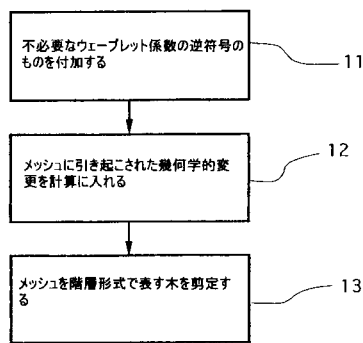 不必要なウェーブレット係数の逆符号の
ものを付加する
11
メッシュに引き起こされた幾何学的変
更を計算に入れる
12
メッシュを階層形式で表す木を剪定す
る
13